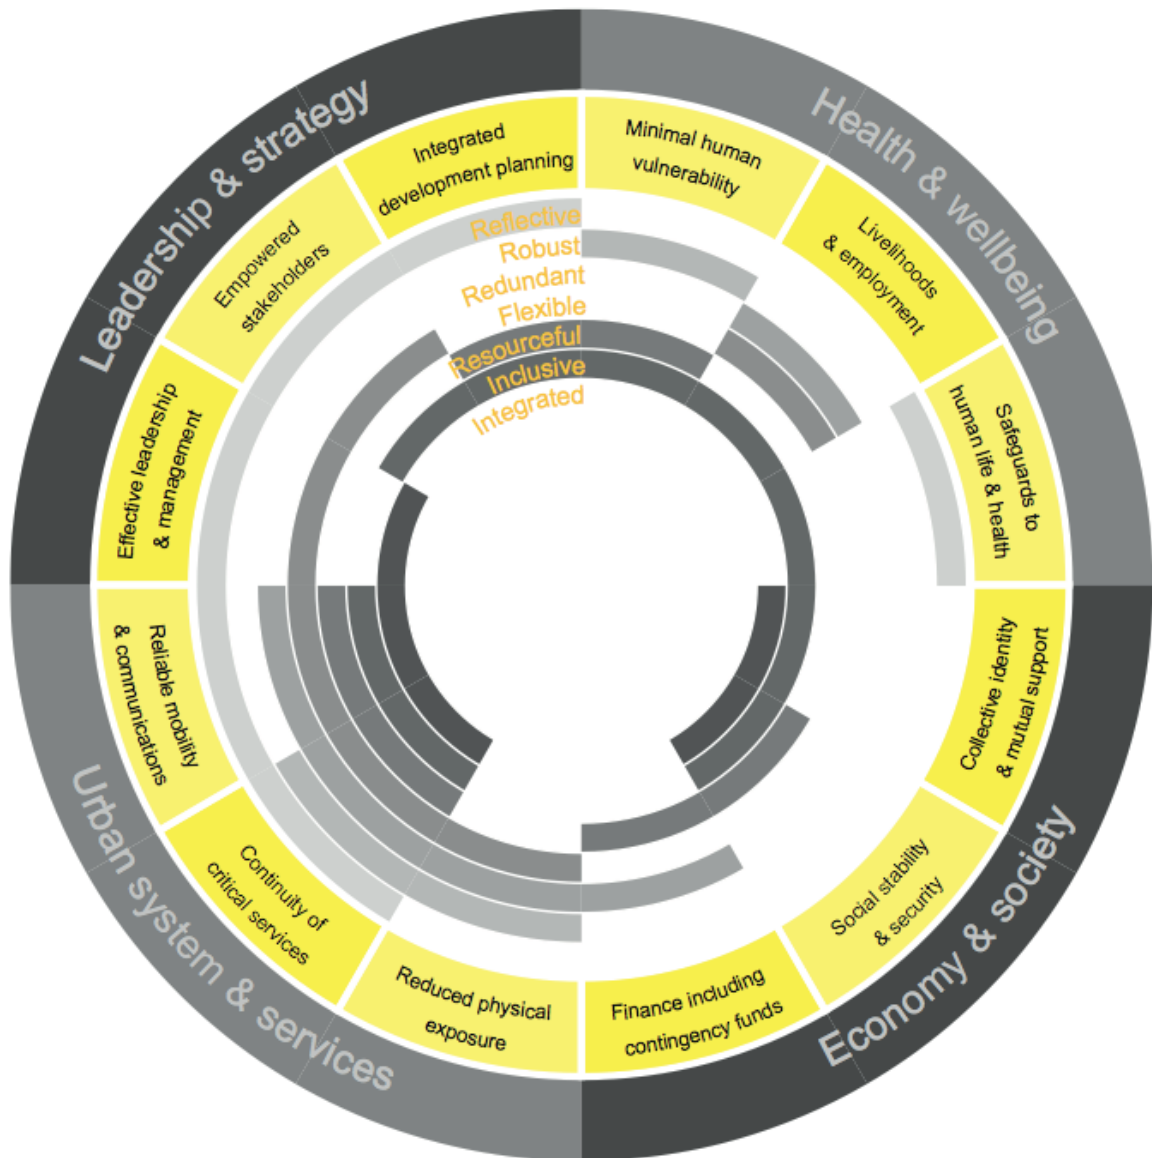 Leadership & strategy
Health & wellbeing
Economy & society
Urban system & services
Minimal human
vulnerability
Livelihoods
& employment
Safeguards to
human life & health
Collective identity
& mutual support
Social stability
& security
Finance including
contingency funds
Reduced physical
exposure
Continuity of
critical services
Reliable mobility
& communications
Effective leadership
& management
Empowered
stakeholders
Integrated
development planning
Reflective
Robust
Redundant
Flexible
Resourceful
Inclusive
Integrated